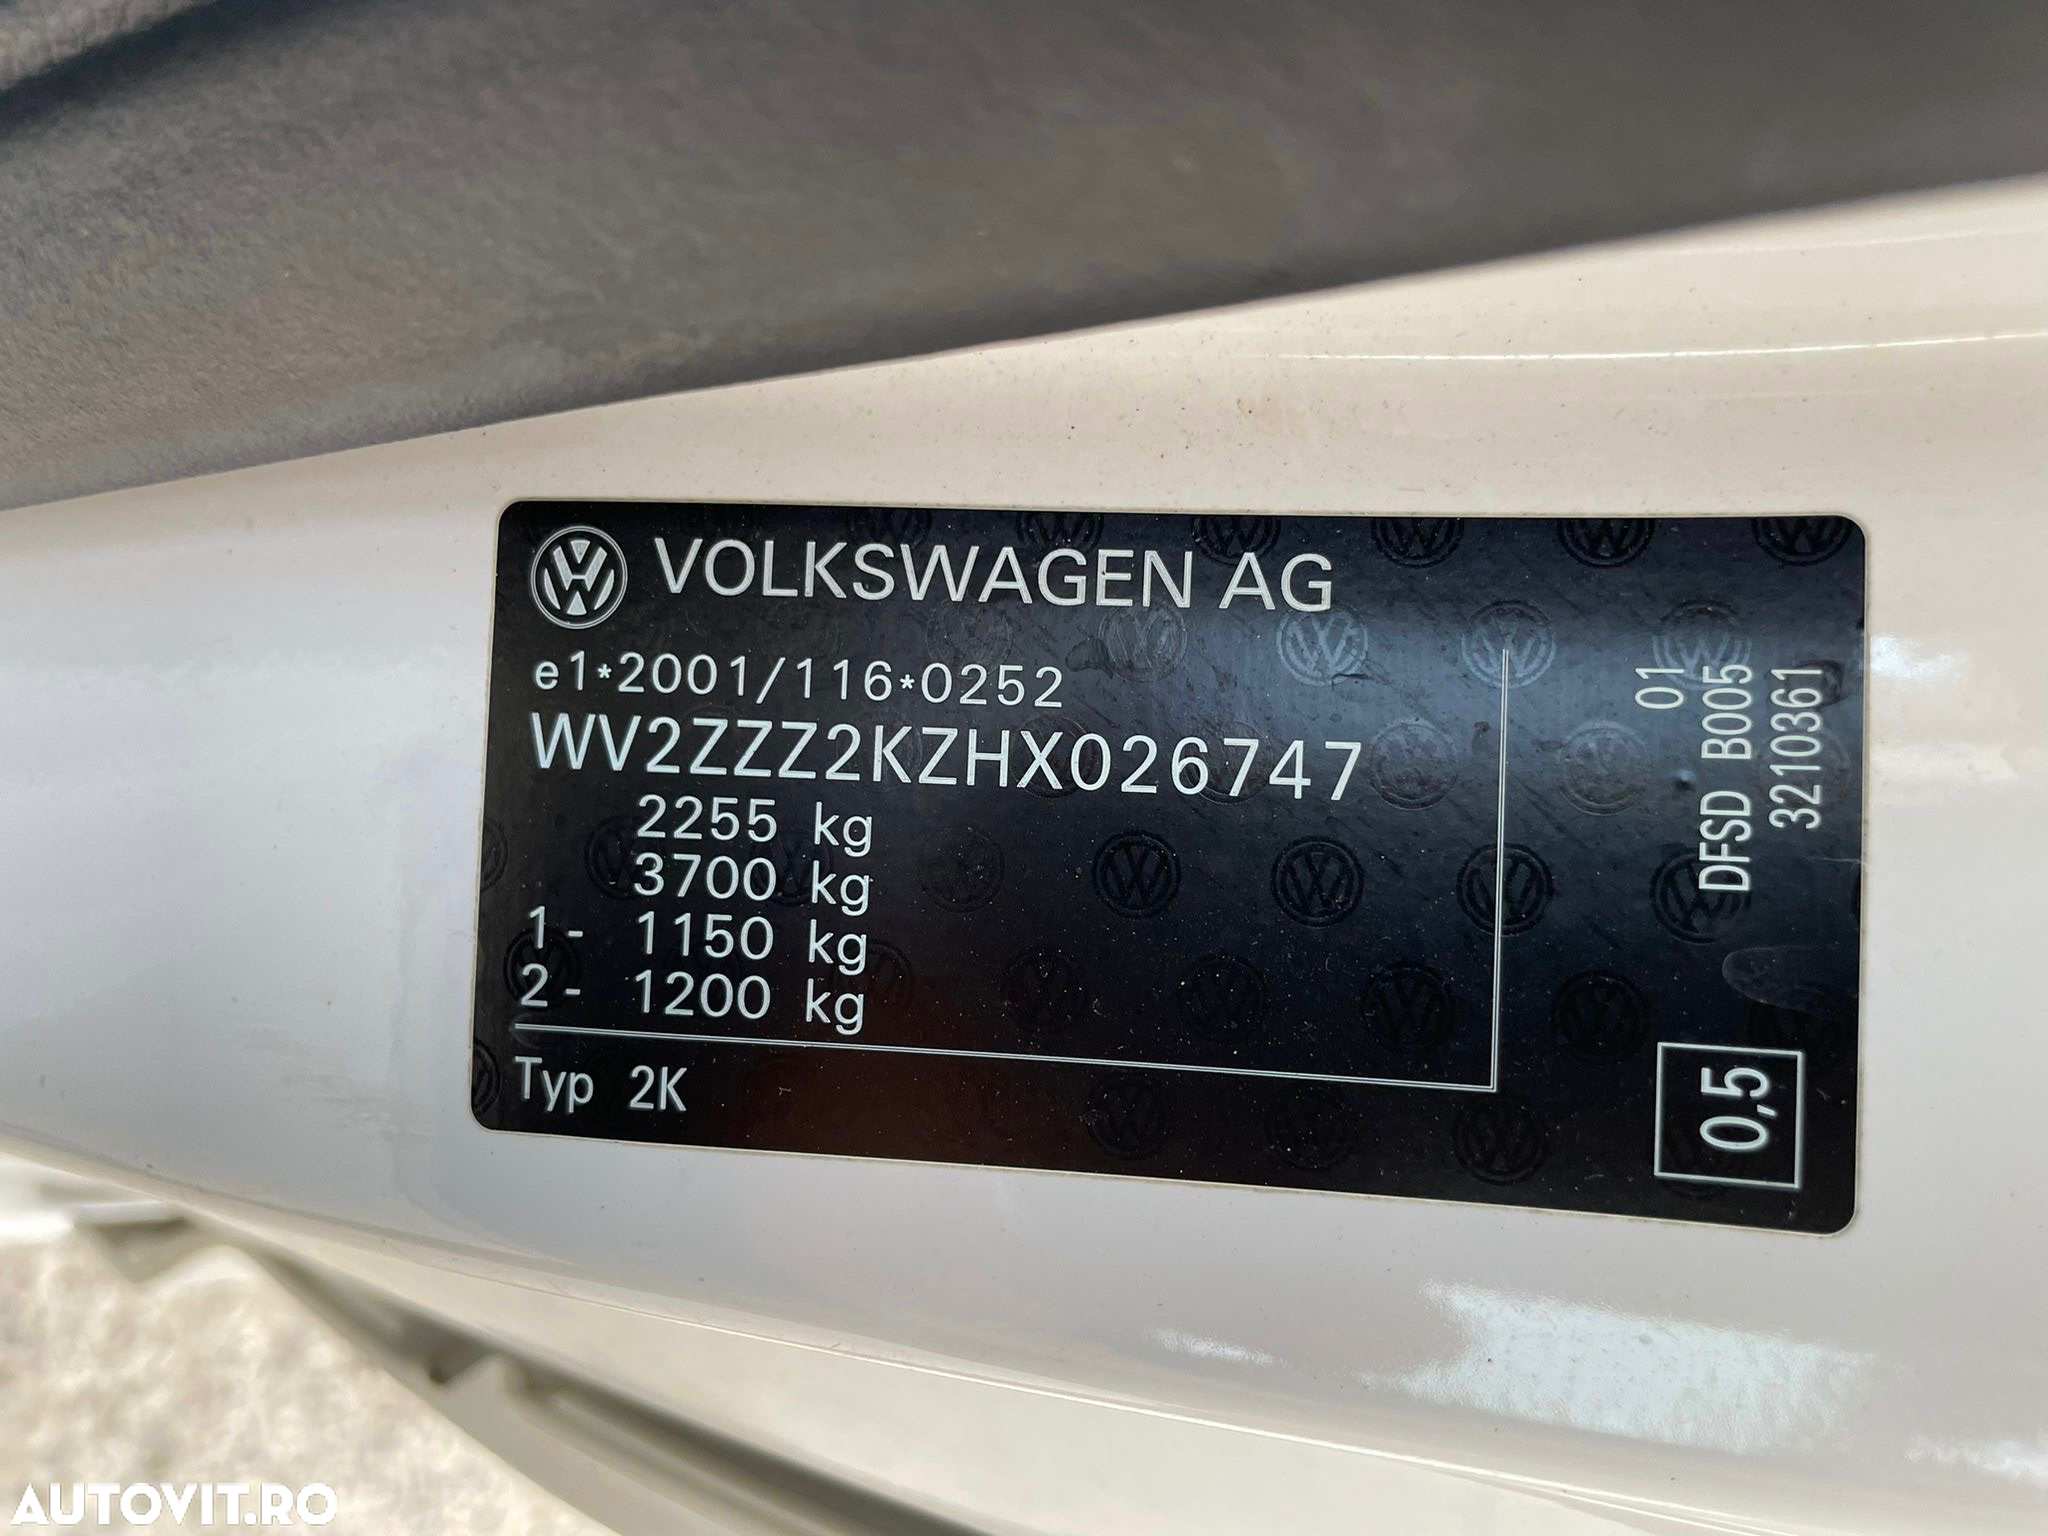 VOLKSWAGEN AG
e1*2001/116*0252
WV2ZZZ2KZHX026747
2255 kg
3700 kg
1- 1150 kg
2- 1200 kg
Typ 2K
01
DFSD B005
3210361
0,5
AUTOVIT.RO